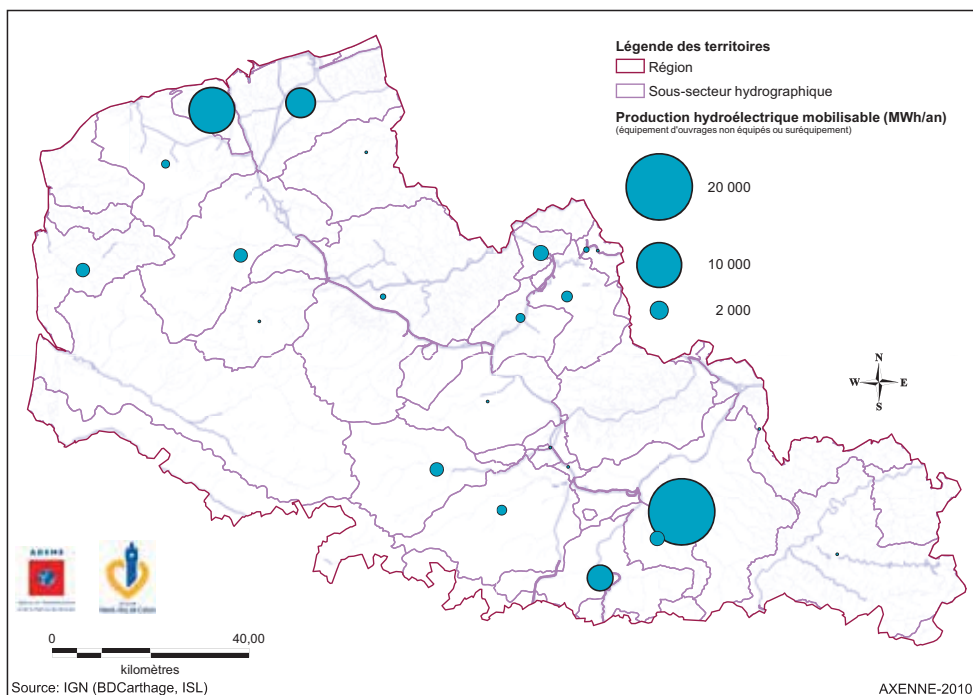 Légende des territoires
Région
Sous-secteur hydrographique
Production hydroélectrique mobilisable (MWh/an)
(équipement d'ouvrages non équipés ou suréquipement)
20 000
10 000
2 000
N
W E
S
ADEME
0 40,00
kilomètres
Source: IGN (BDCarthage, ISL)
AXENNE-2010